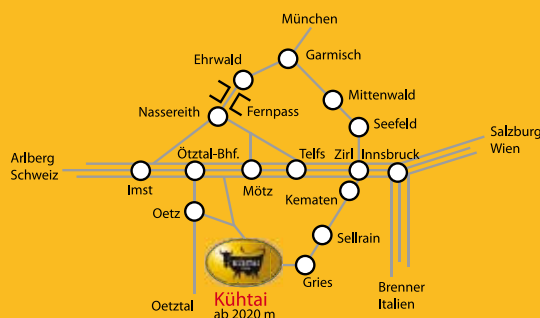 München
Ehrwald
Garmisch
Mittenwald
Nassereith
Fernpass
Seefeld
Salzburg
Wien
Arlberg
Schweiz
Ötztal-Bhf.
Telfs
Zirl
Innsbruck
Imst
Mötz
Kematen
Oetz
Sellrain
KÜHTAI
Gries
Brenner
Italien
Oetztal
Kühtai
ab 2020 m